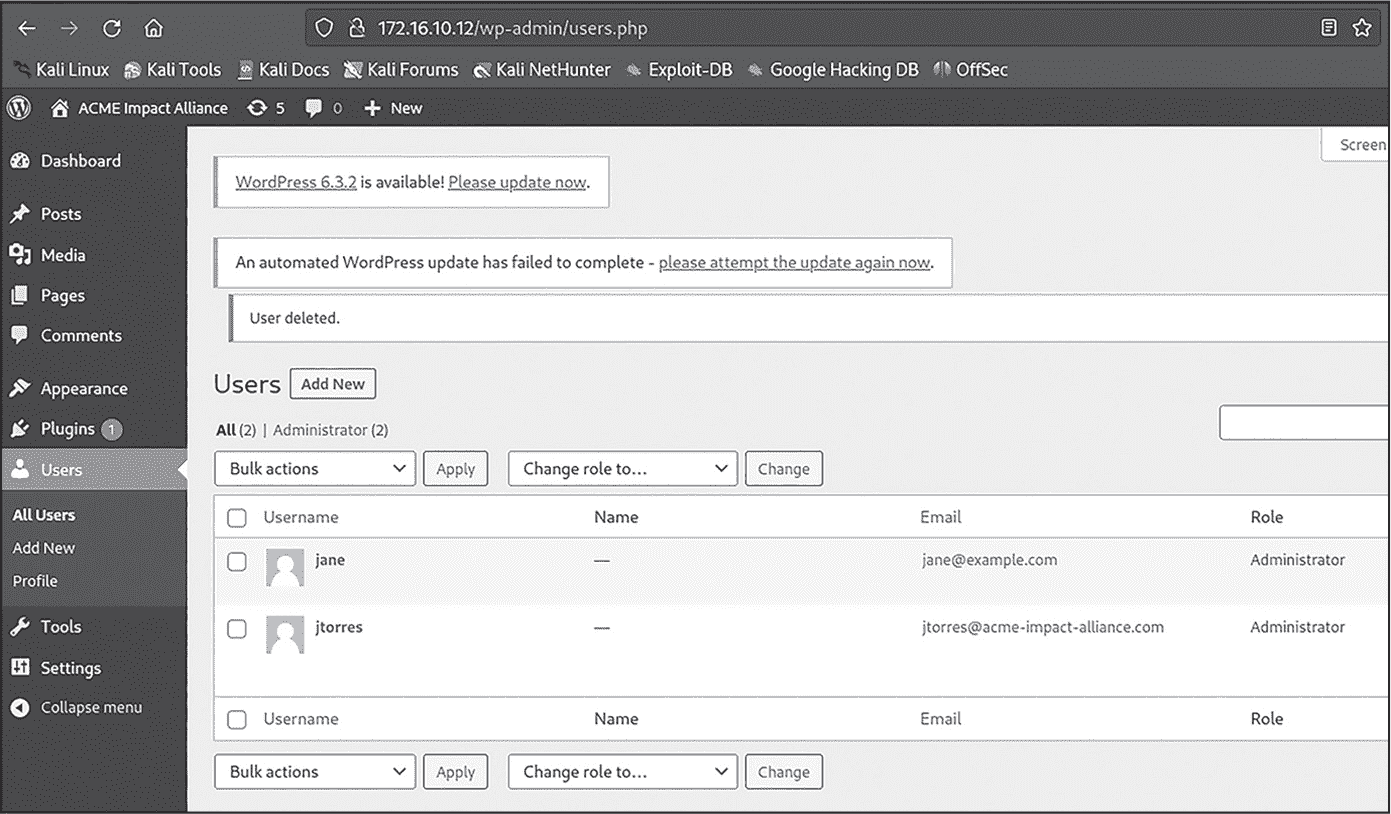 172.16.10.12/wp-admin/users.php
Kali Linux Kali Tools Kali Docs Kali Forums Kali NetHunter Exploit-DB Google Hacking DB OffSec
ACME Impact Alliance 5 0 + New
Screen
Dashboard
Posts
Media
Pages
Comments
Appearance
Plugins 1
Users
All Users
Add New
Profile
Tools
Settings
Collapse menu
WordPress 6.3.2 is available! Please update now.
An automated WordPress update has failed to complete - please attempt the update again now.
User deleted.
Users Add New
All (2) | Administrator (2)
Bulk actions Apply Change role to... Change
Username Name Email Role
jane — jane@example.com Administrator
jtorres — jtorres@acme-impact-alliance.com Administrator
Username Name Email Role
Bulk actions Apply Change role to... Change